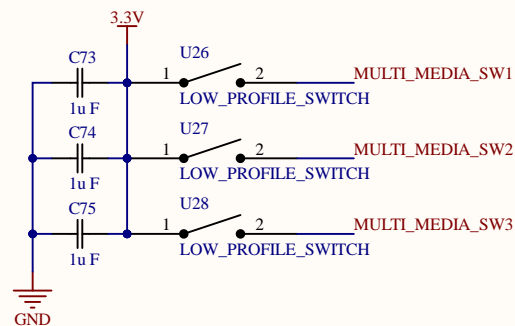 3.3V
C73
1u F
U26
1
2
LOW_PROFILE_SWITCH
MULTI_MEDIA_SW1
C74
1u F
U27
1
2
LOW_PROFILE_SWITCH
MULTI_MEDIA_SW2
C75
1u F
U28
1
2
LOW_PROFILE_SWITCH
MULTI_MEDIA_SW3
GND